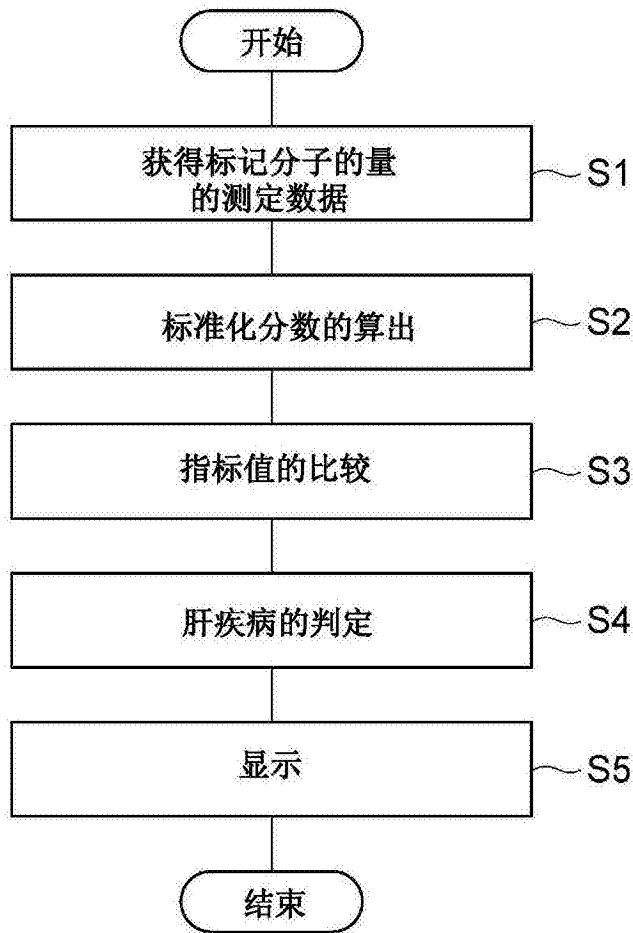 开始
获得标记分子的量
的测定数据
S1
标准化分数的算出
S2
指标值的比较
S3
肝疾病的判定
S4
显示
S5
结束